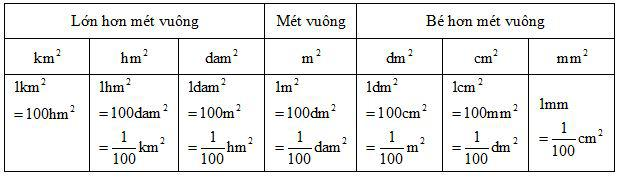 Lớn hơn mét vuông Mét vuông Bé hơn mét vuông
km² hm² dam² m² dm² cm² mm²
1km² 1hm² 1dam² 1m² 1dm² 1cm² 1mm
=100hm² =100dam² =100m² =100dm² =100cm² =100mm² =1/100 cm²
=1/100 km² =1/100 hm² =1/100 dam² =1/100 m² =1/100 dm²